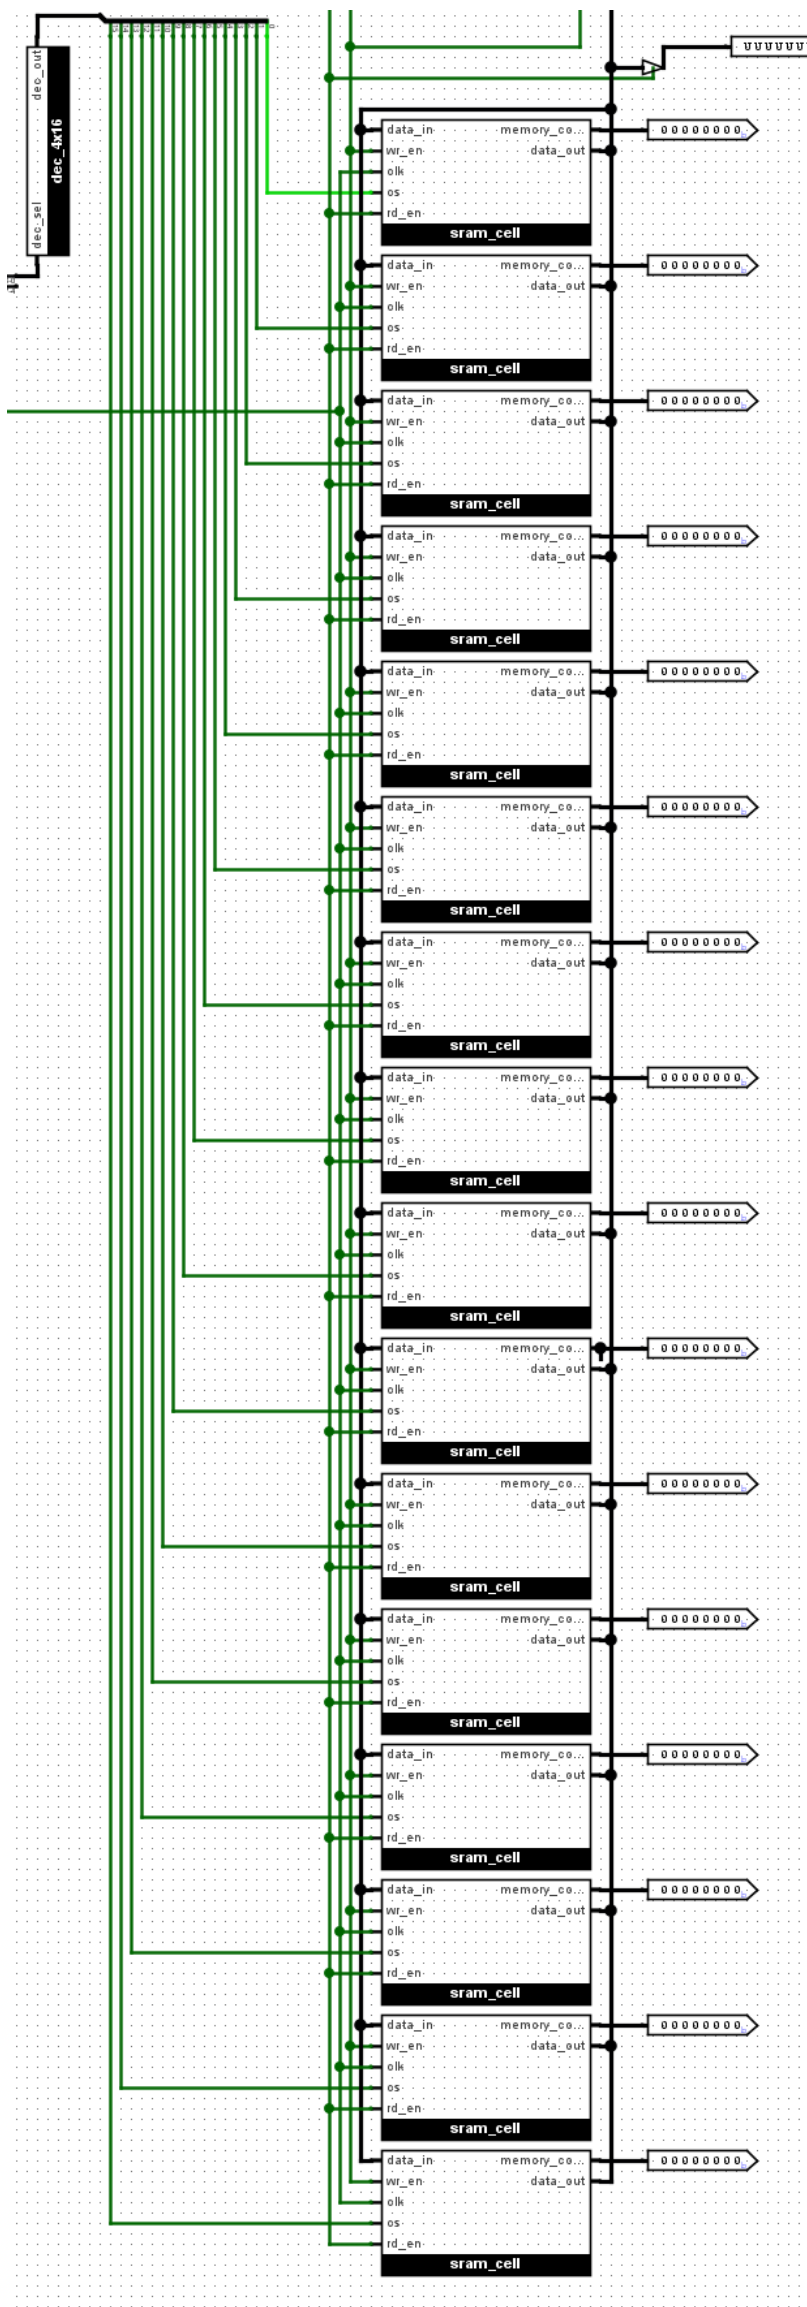 dec_out
dec_4x16
dec_sel
UUUUUUU
data_in memory_co... 00000000
wr_en data_out
clk
cs
rd_en
sram_cell
data_in memory_co... 00000000
wr_en data_out
clk
cs
rd_en
sram_cell
data_in memory_co... 00000000
wr_en data_out
clk
cs
rd_en
sram_cell
data_in memory_co... 00000000
wr_en data_out
clk
cs
rd_en
sram_cell
data_in memory_co... 00000000
wr_en data_out
clk
cs
rd_en
sram_cell
data_in memory_co... 00000000
wr_en data_out
clk
cs
rd_en
sram_cell
data_in memory_co... 00000000
wr_en data_out
clk
cs
rd_en
sram_cell
data_in memory_co... 00000000
wr_en data_out
clk
cs
rd_en
sram_cell
data_in memory_co... 00000000
wr_en data_out
clk
cs
rd_en
sram_cell
data_in memory_co... 00000000
wr_en data_out
clk
cs
rd_en
sram_cell
data_in memory_co... 00000000
wr_en data_out
clk
cs
rd_en
sram_cell
data_in memory_co... 00000000
wr_en data_out
clk
cs
rd_en
sram_cell
data_in memory_co... 00000000
wr_en data_out
clk
cs
rd_en
sram_cell
data_in memory_co... 00000000
wr_en data_out
clk
cs
rd_en
sram_cell
data_in memory_co... 00000000
wr_en data_out
clk
cs
rd_en
sram_cell
data_in memory_co... 00000000
wr_en data_out
clk
cs
rd_en
sram_cell